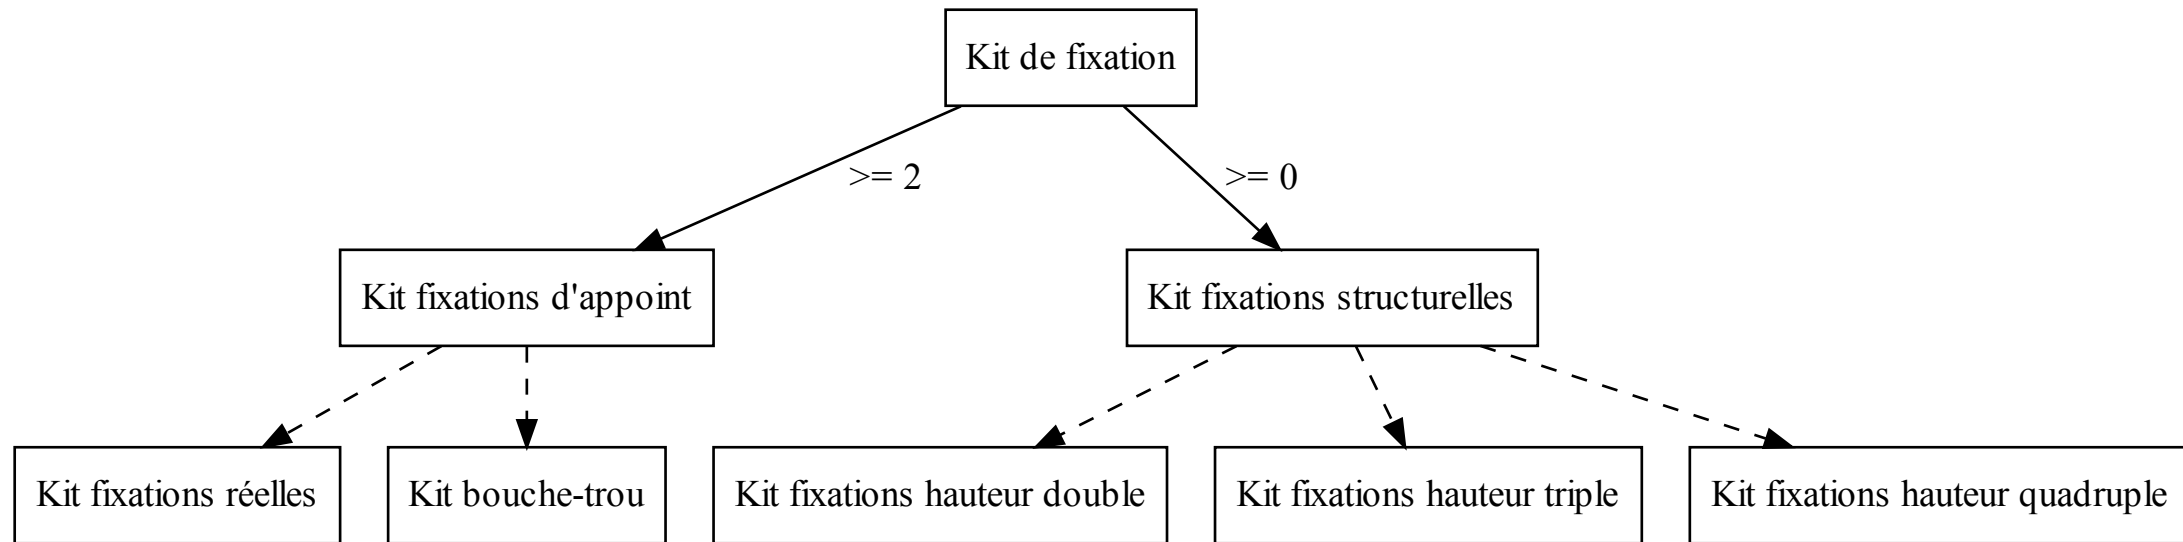 Kit de fixation
>= 2
>= 0
Kit fixations d'appoint
Kit fixations structurelles
Kit fixations réelles
Kit bouche-trou
Kit fixations hauteur double
Kit fixations hauteur triple
Kit fixations hauteur quadruple